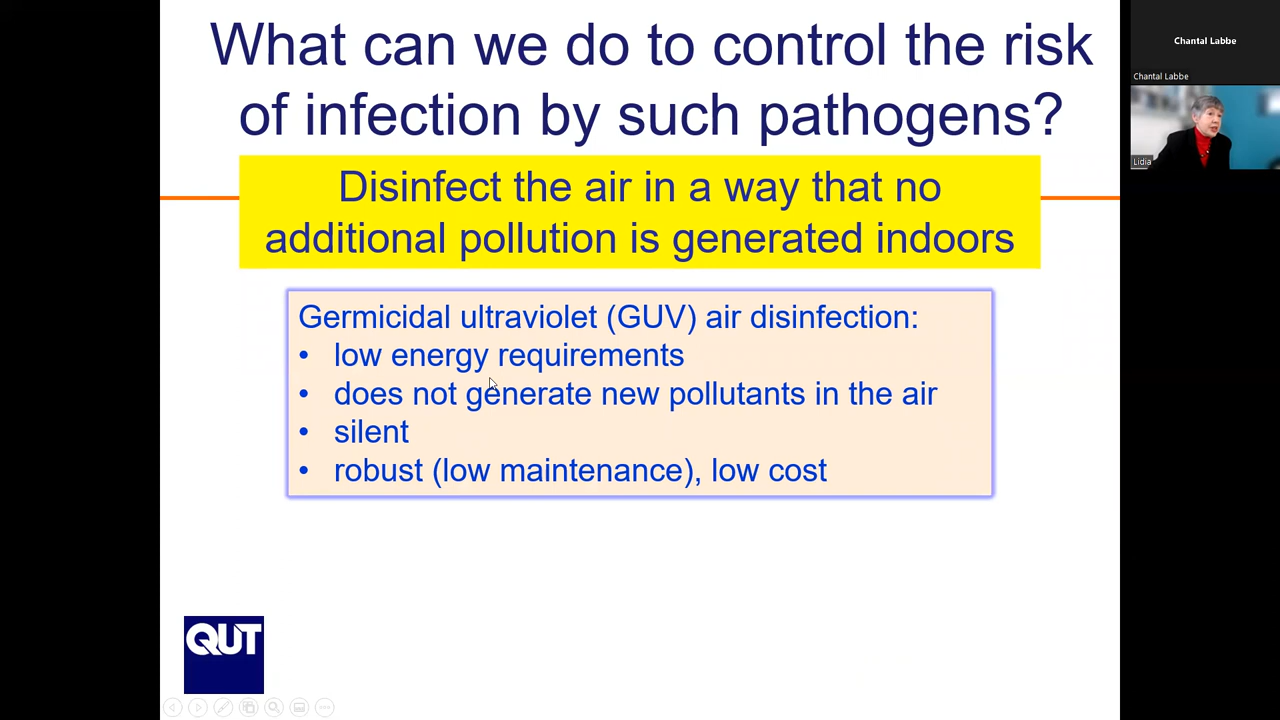 What can we do to control the risk
of infection by such pathogens?
Disinfect the air in a way that no
additional pollution is generated indoors
Germicidal ultraviolet (GUV) air disinfection:
• low energy requirements
• does not generate new pollutants in the air
• silent
• robust (low maintenance), low cost
QUT
Chantal Labbe
Chantal Labbe
Lidia